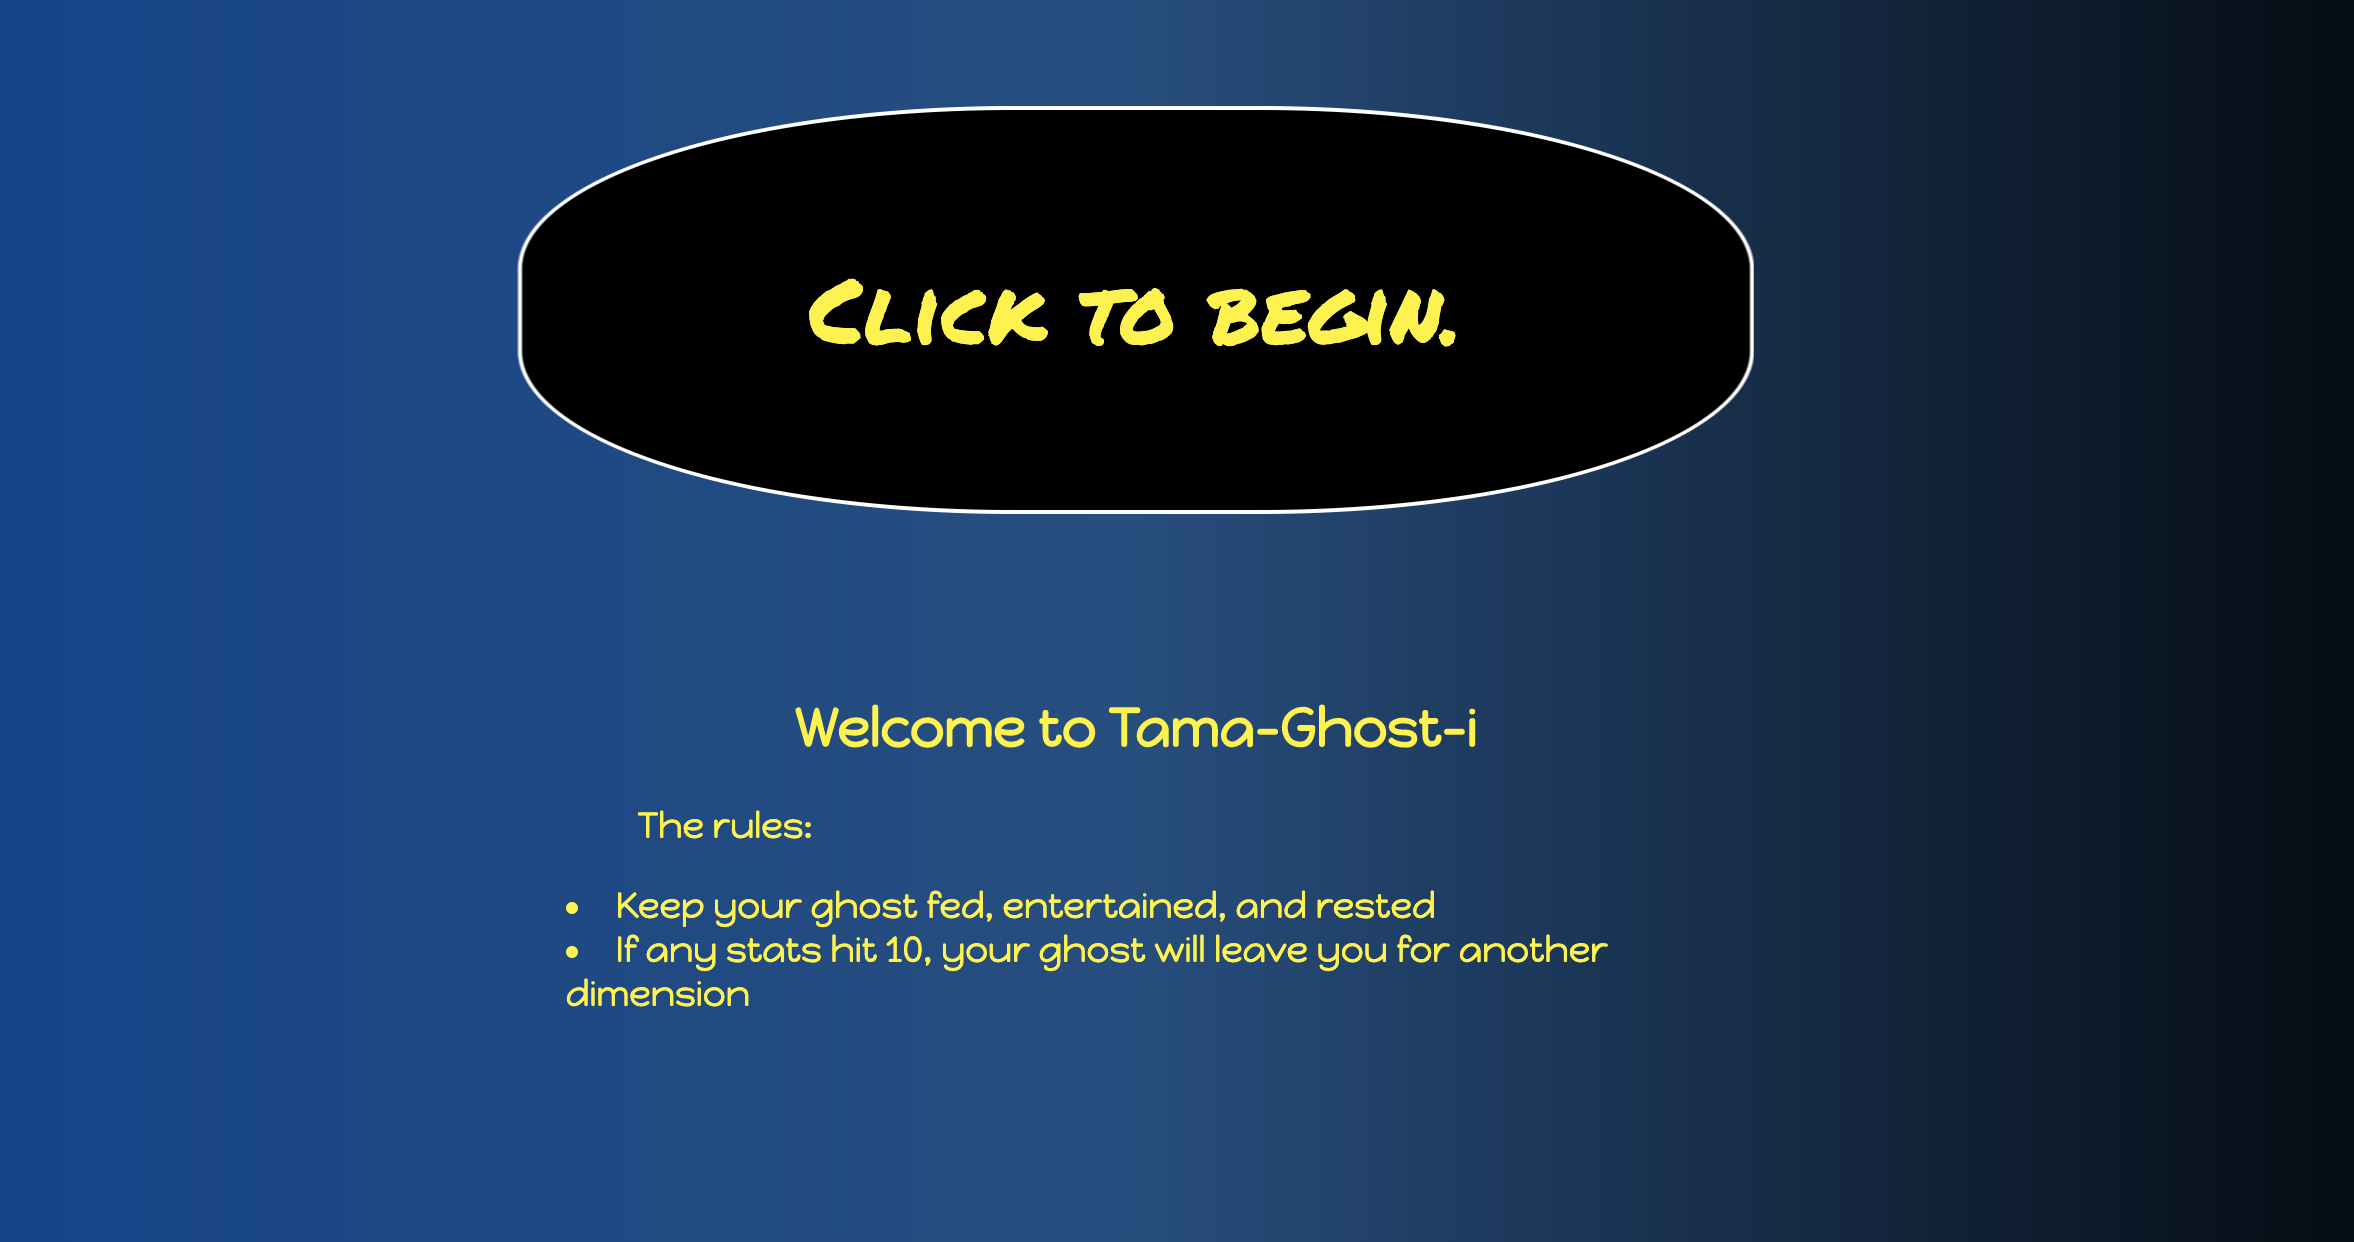 Click to begin.
Welcome to Tama-Ghost-i
The rules:
• Keep your ghost fed, entertained, and rested
• If any stats hit 10, your ghost will leave you for another
dimension